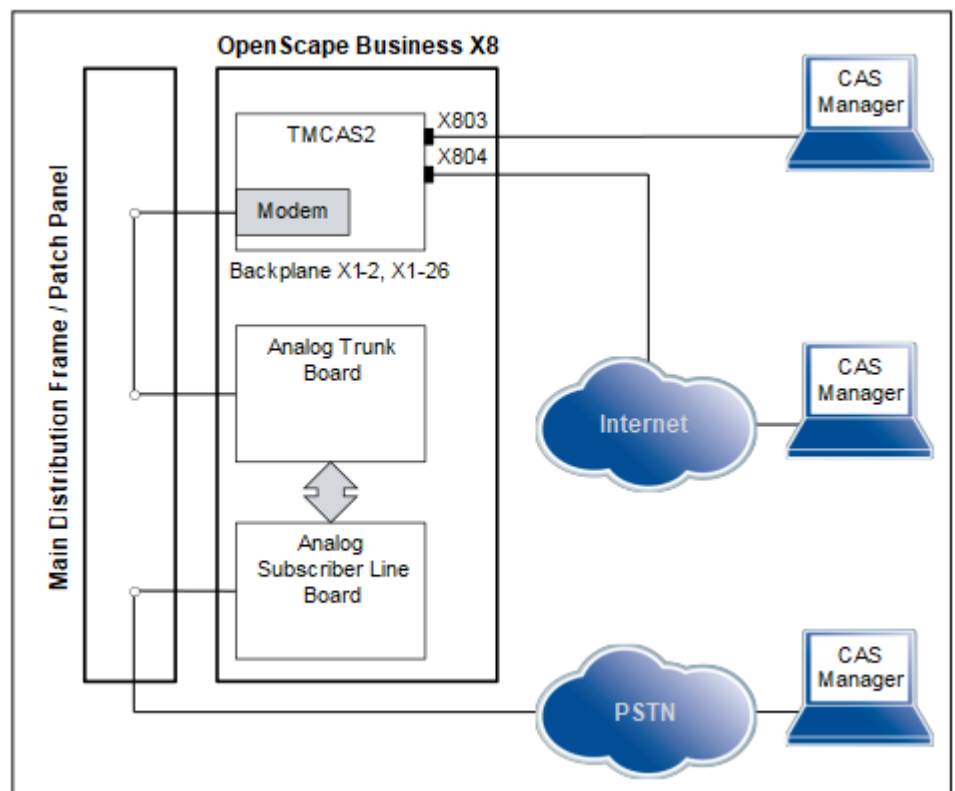 OpenScape Business X8
Main Distribution Frame / Patch Panel
TMCAS2
X803
X804
Modem
Backplane X1-2, X1-26
Analog Trunk
Board
Analog
Subscriber Line
Board
CAS
Manager
Internet
CAS
Manager
PSTN
CAS
Manager